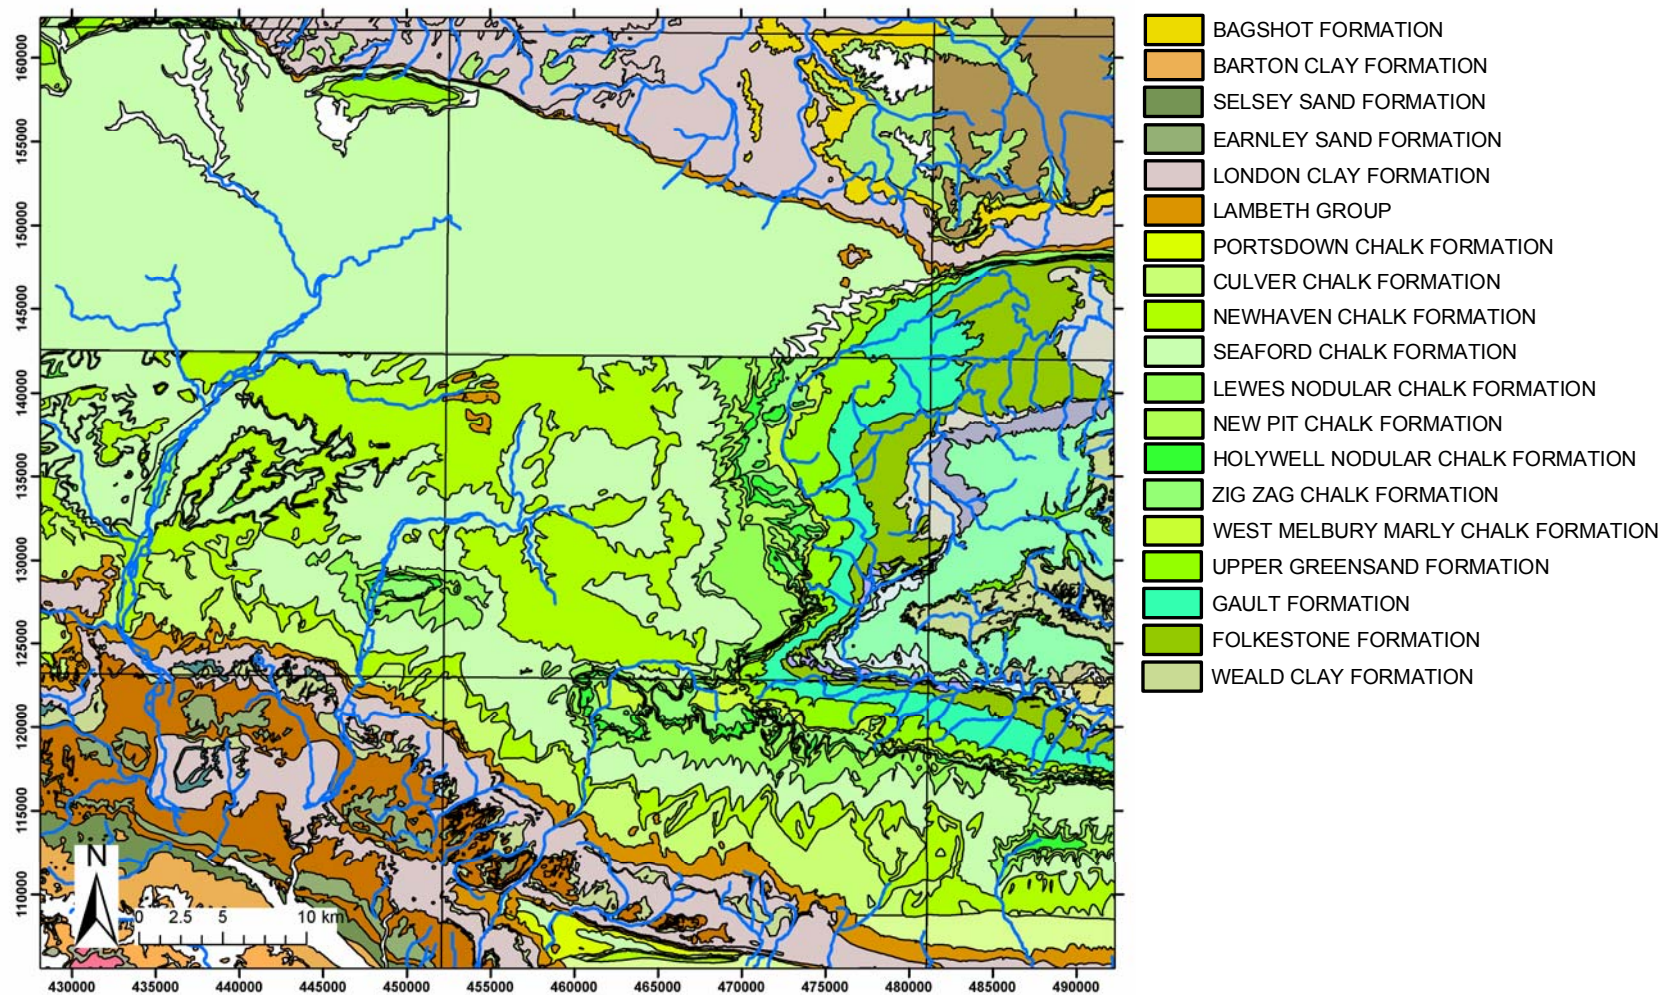 160000
155000
150000
145000
140000
135000
130000
125000
120000
115000
110000
N
0 2.5 5 10 km
430000 435000 440000 445000 450000 455000 460000 465000 470000 475000 480000 485000 490000
BAGSHOT FORMATION
BARTON CLAY FORMATION
SELSEY SAND FORMATION
EARNLEY SAND FORMATION
LONDON CLAY FORMATION
LAMBETH GROUP
PORTSDOWN CHALK FORMATION
CULVER CHALK FORMATION
NEWHAVEN CHALK FORMATION
SEAFORD CHALK FORMATION
LEWES NODULAR CHALK FORMATION
NEW PIT CHALK FORMATION
HOLYWELL NODULAR CHALK FORMATION
ZIG ZAG CHALK FORMATION
WEST MELBURY MARLY CHALK FORMATION
UPPER GREENSAND FORMATION
GAULT FORMATION
FOLKESTONE FORMATION
WEALD CLAY FORMATION